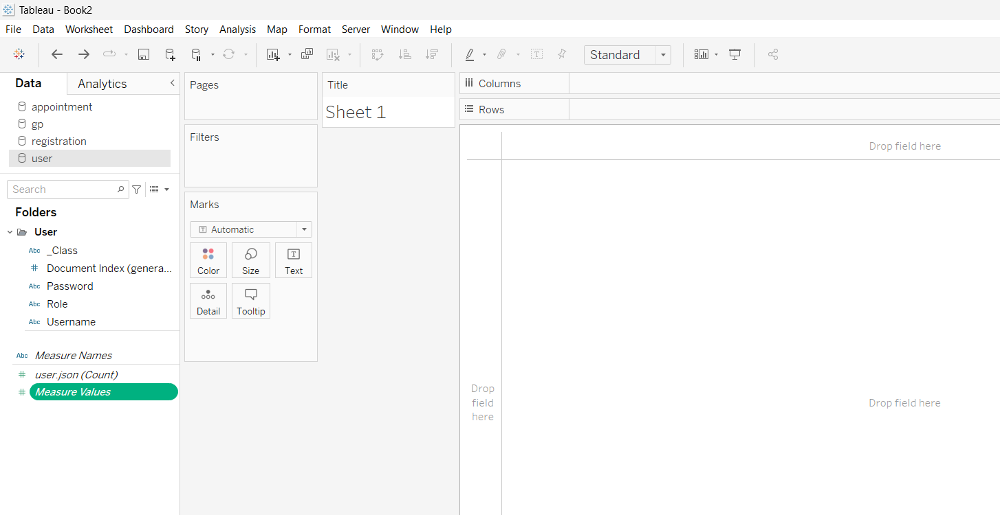 Tableau - Book2
File Data Worksheet Dashboard Story Analysis Map Format Server Window Help
Standard
Data Analytics
appointment
gp
registration
user
Search
Folders
User
Abc _Class
# Document Index (genera...
Abc Password
Abc Role
Abc Username
Abc Measure Names
# user.json (Count)
# Measure Values
Pages
Filters
Marks
T Automatic
Color Size Text
Detail Tooltip
Title
Sheet 1
Columns
Rows
Drop field here
Drop
field
here
Drop field here